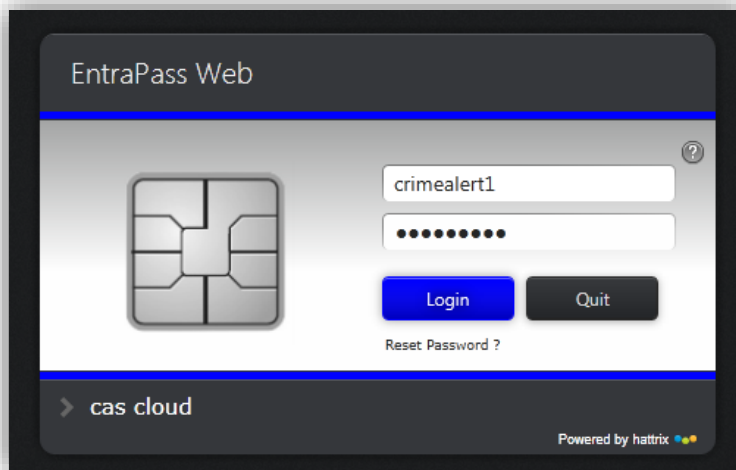 EntraPass Web
?
crimealert1
●●●●●●●●●
Login
Quit
Reset Password ?
cas cloud
Powered by hattrix